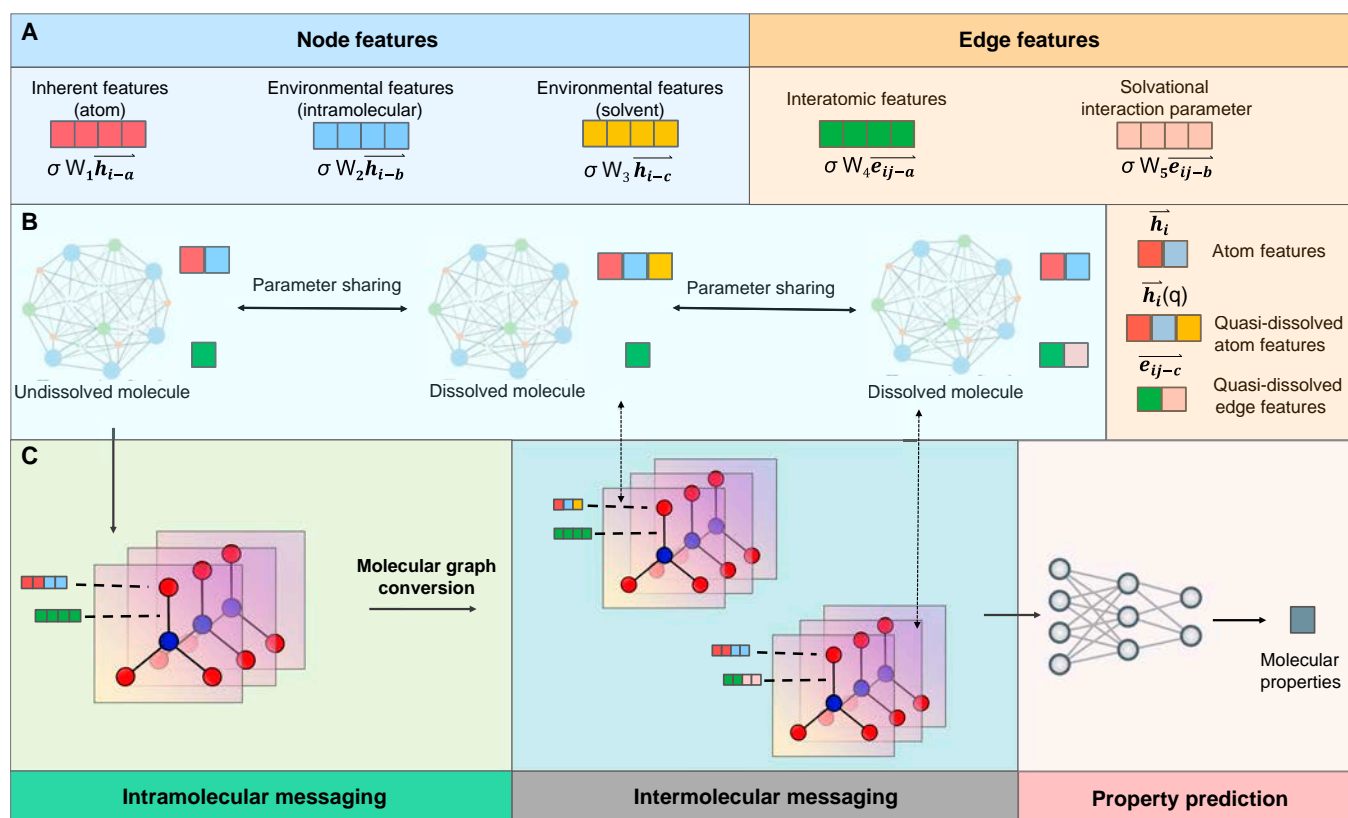 A
Node features
Edge features
Inherent features
(atom)
σ W₁h⃗ᵢ₋ₐ
Environmental features
(intramolecular)
σ W₂h⃗_{i-b}
Environmental features
(solvent)
σ W₃h⃗_{i-c}
Interatomic features
σ W₄e⃗_{ij-a}
Solvational
interaction parameter
σ W₅e⃗_{ij-b}
B
Parameter sharing
Parameter sharing
Undissolved molecule
Dissolved molecule
Dissolved molecule
h⃗ᵢ
Atom features
h⃗ᵢ(q)
Quasi-dissolved
atom features
e⃗_{ij-c}
Quasi-dissolved
edge features
C
Molecular graph
conversion
Molecular
properties
Intramolecular messaging
Intermolecular messaging
Property prediction